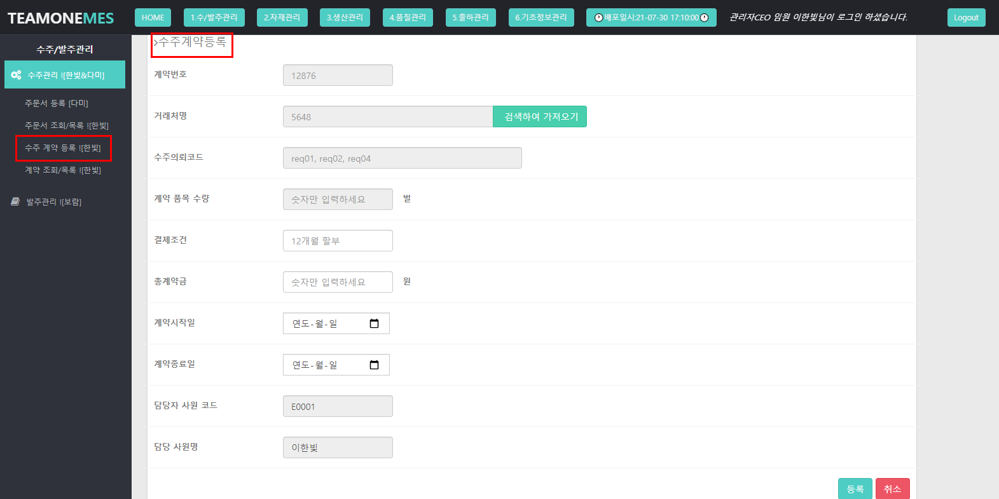 TEAMONEMES
HOME
1.수/발주관리
2.자재관리
3.생산관리
4.품질관리
5.출하관리
6.기초정보관리
배포일시:21-07-30 17:10:00
관리자CEO 임원 이한빛님이 로그인 하셨습니다.
Logout
수주/발주관리
수주관리 ![한빛&다미]
주문서 등록 [다미]
주문서 조회/목록 ![한빛]
수주 계약 등록 ![한빛]
계약 조회/목록 ![한빛]
발주관리 ![보람]
>수주계약등록
계약번호
12876
거래처명
5648
검색하여 가져오기
수주의뢰코드
req01, req02, req04
계약 품목 수량
숫자만 입력하세요
벌
결제조건
12개월 할부
총계약금
숫자만 입력하세요
원
계약시작일
연도-월-일
계약종료일
연도-월-일
담당자 사원 코드
E0001
담당 사원명
이한빛
등록
취소